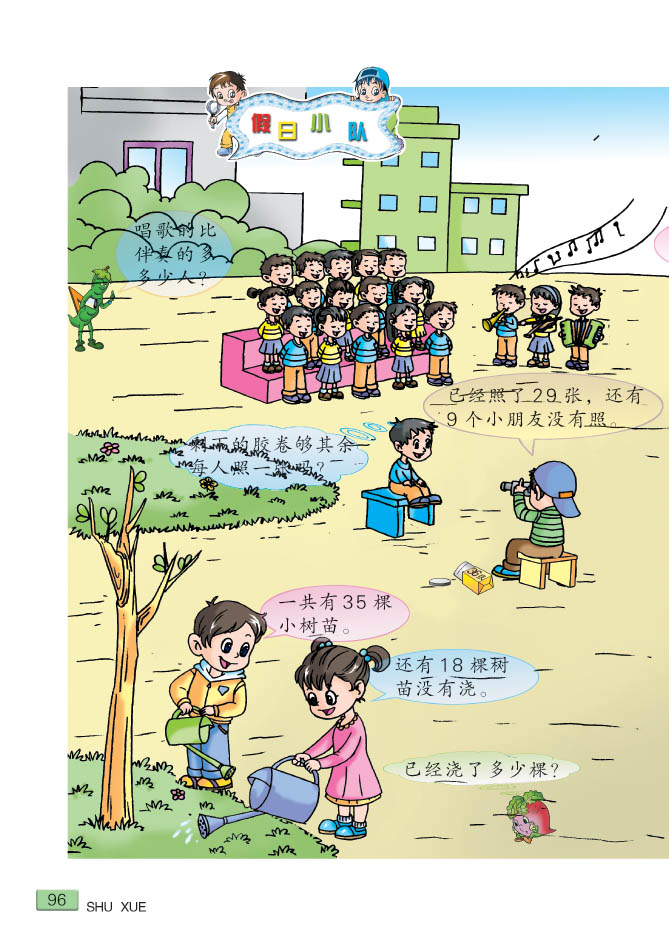 假日小队
唱歌的比
伴奏的多
多少人？
已经照了29张，还有
9个小朋友没有照。
剩下的胶卷够其余
每人照一张吗？
36
一共有35棵
小树苗。
还有18棵树
苗没有浇。
已经浇了多少棵？
96
SHU XUE